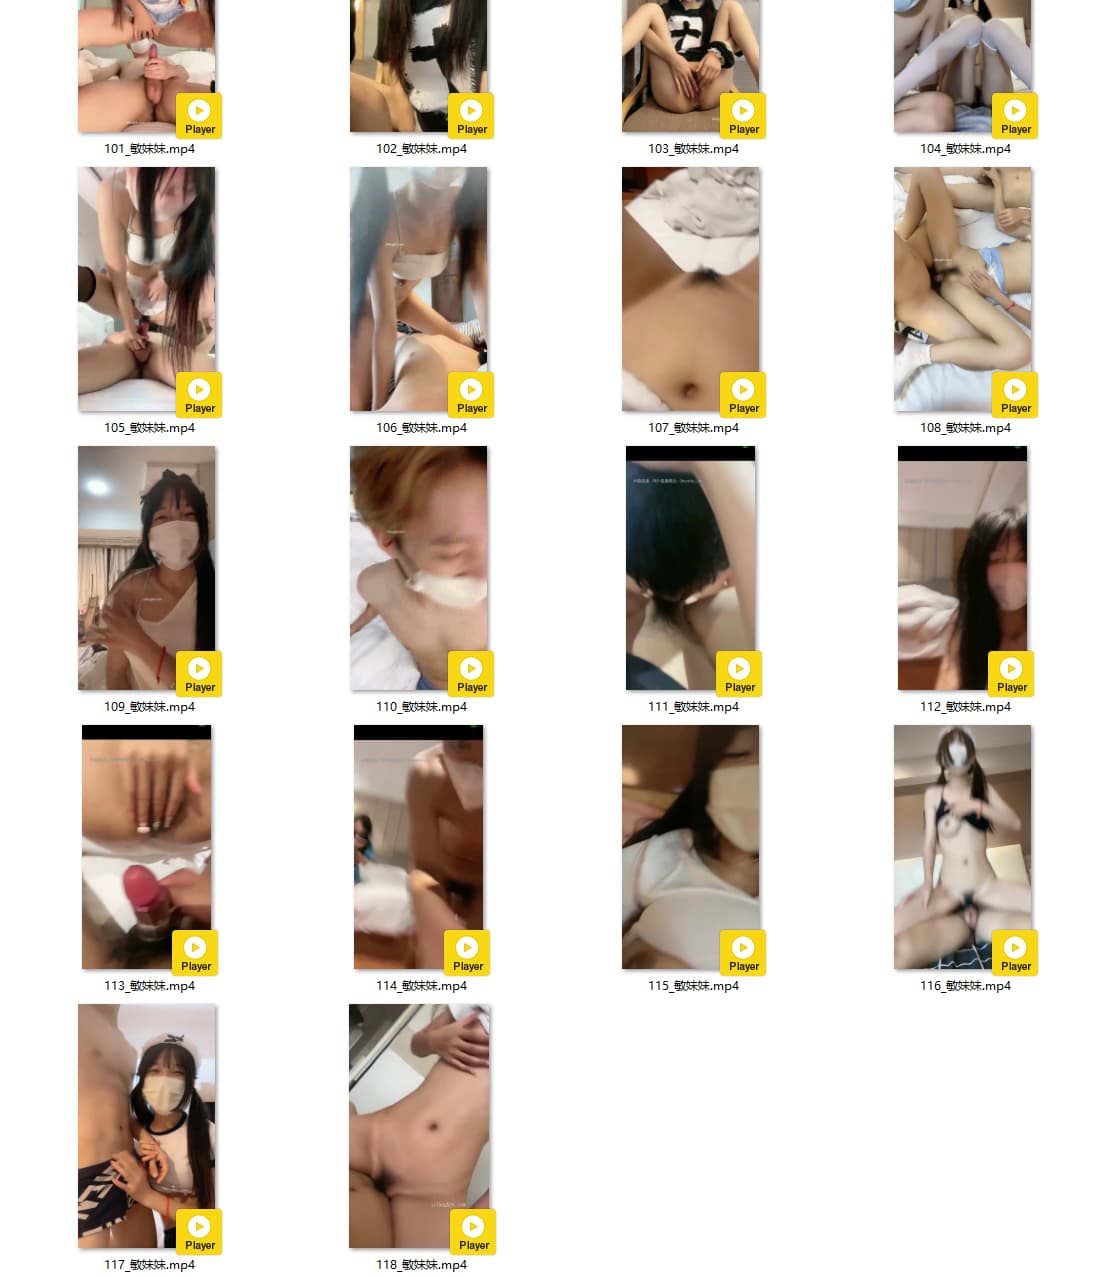 Player Player Player Player
101_敏妹妹.mp4 102_敏妹妹.mp4 103_敏妹妹.mp4 104_敏妹妹.mp4
Player Player Player Player
105_敏妹妹.mp4 106_敏妹妹.mp4 107_敏妹妹.mp4 108_敏妹妹.mp4
Player Player Player Player
109_敏妹妹.mp4 110_敏妹妹.mp4 111_敏妹妹.mp4 112_敏妹妹.mp4
Player Player Player Player
113_敏妹妹.mp4 114_敏妹妹.mp4 115_敏妹妹.mp4 116_敏妹妹.mp4
Player Player
117_敏妹妹.mp4 118_敏妹妹.mp4